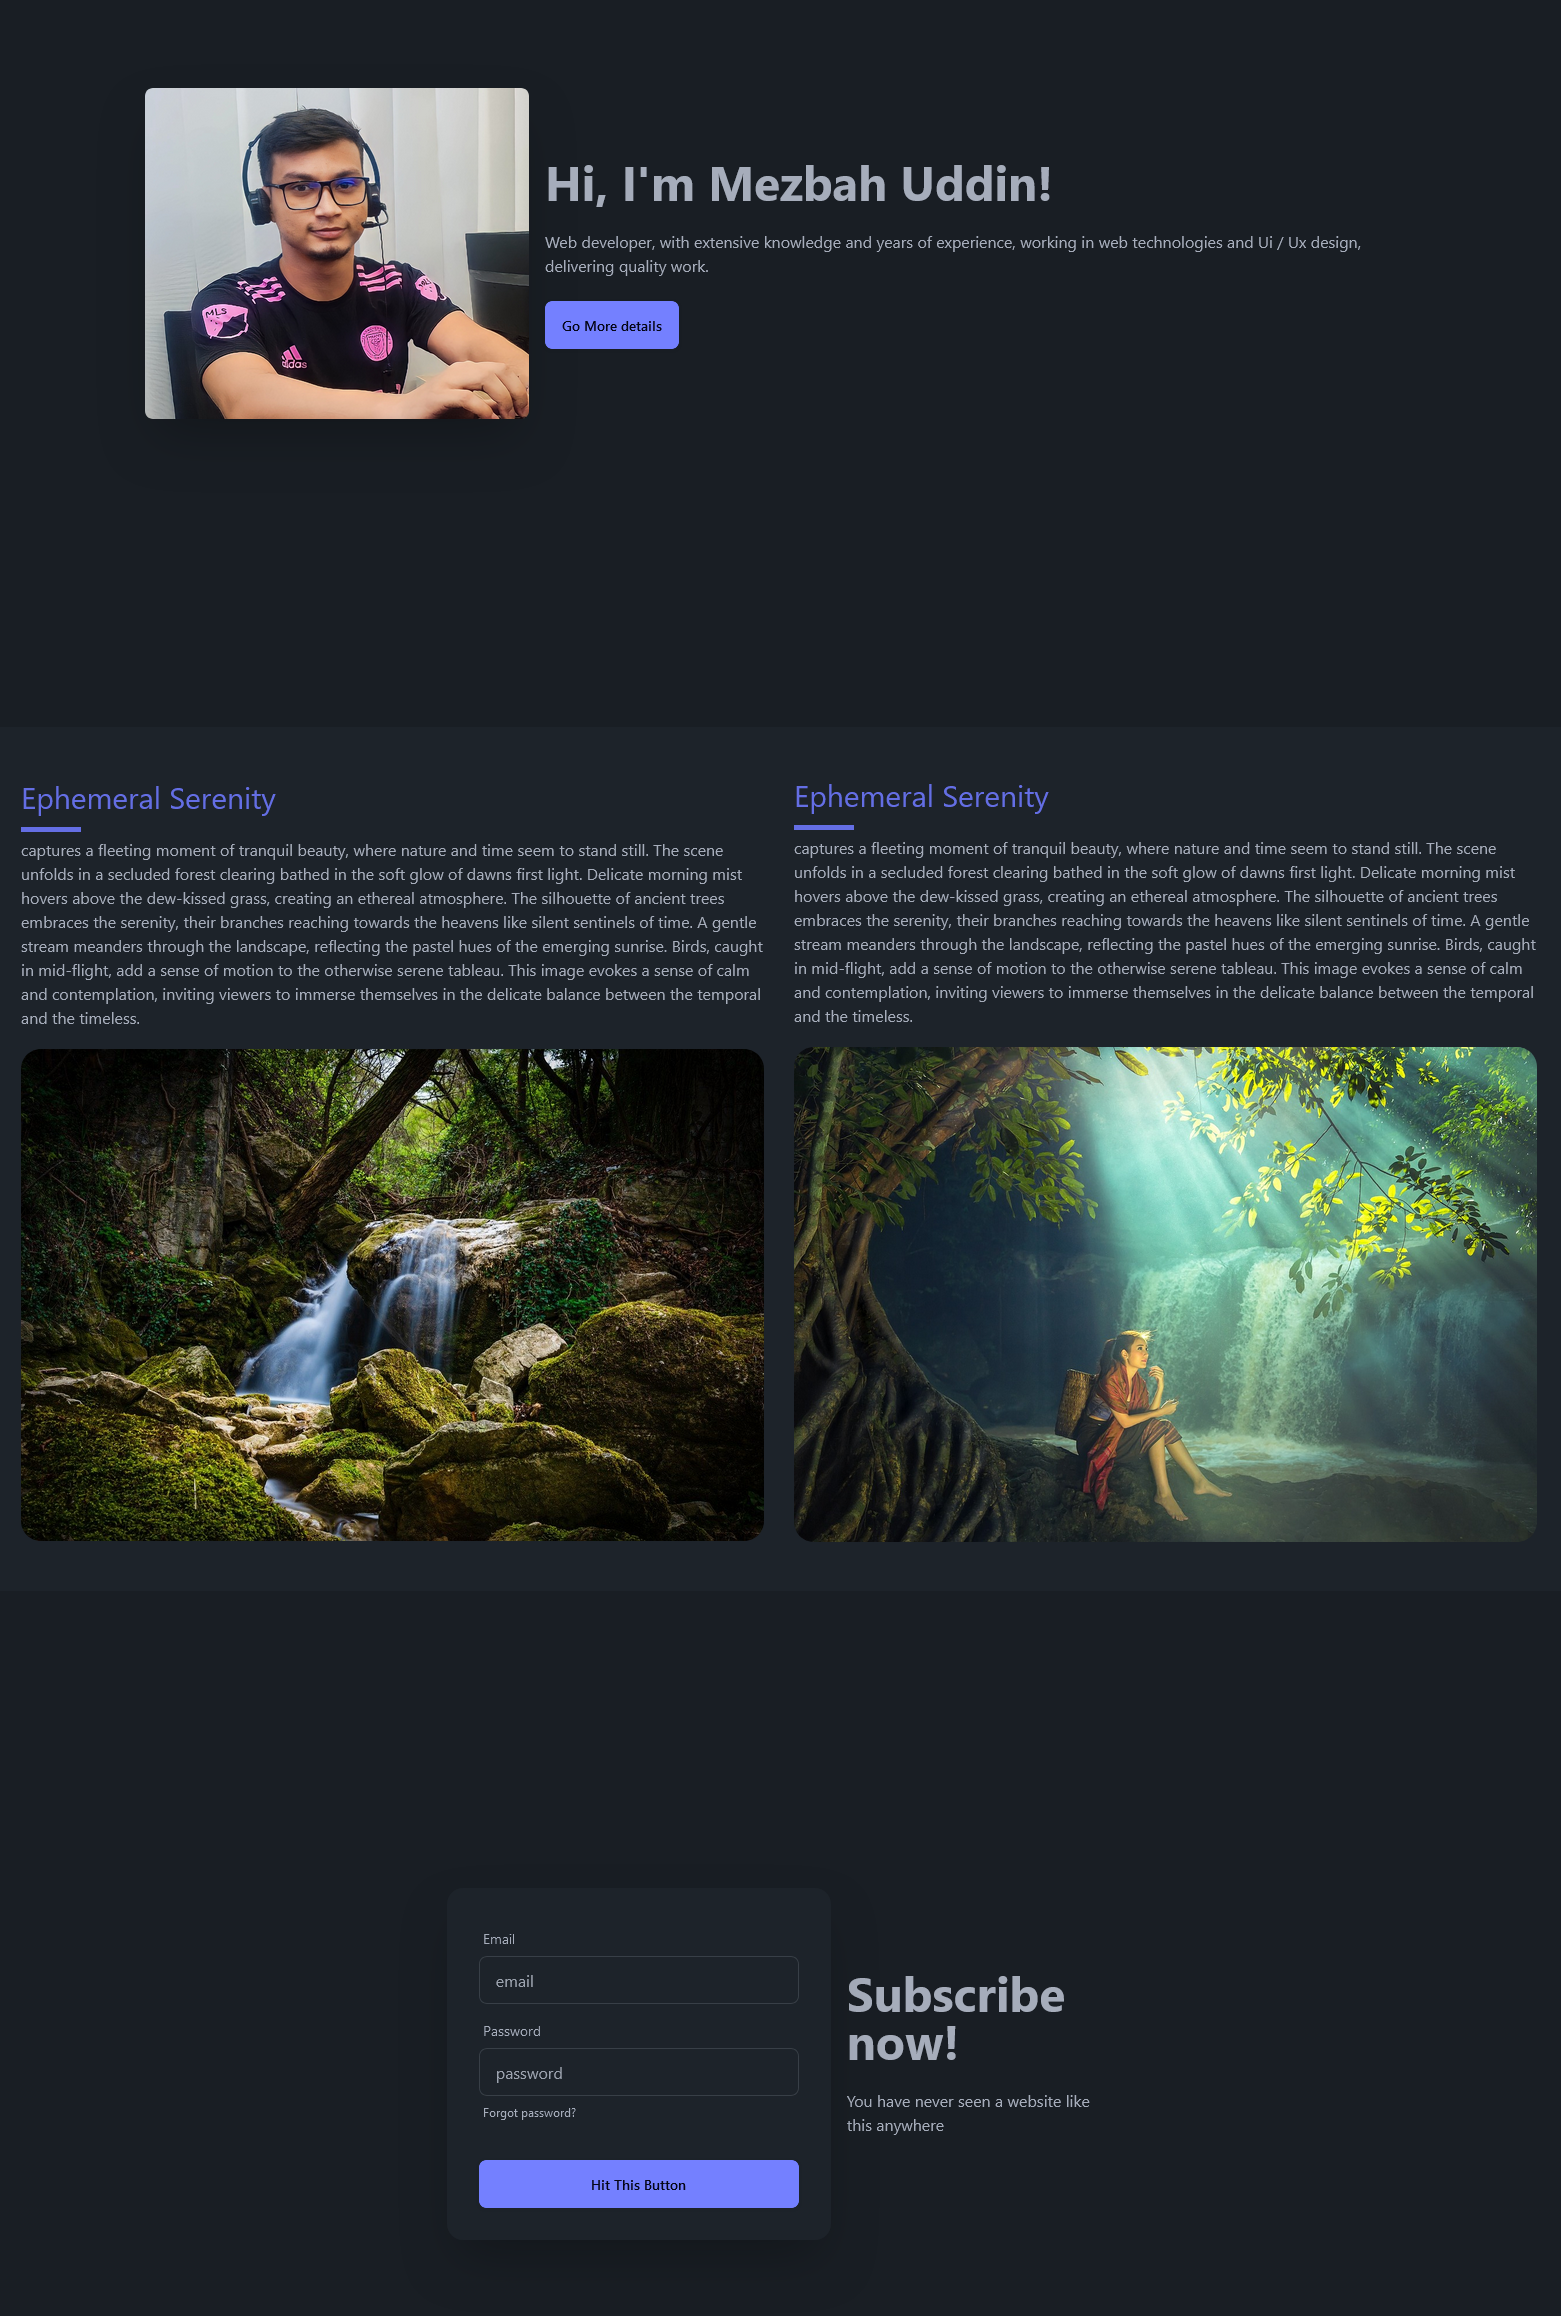 Hi, I'm Mezbah Uddin!
Web developer, with extensive knowledge and years of experience, working in web technologies and Ui / Ux design,
delivering quality work.
Go More details
MLS
adidas
Ephemeral Serenity
captures a fleeting moment of tranquil beauty, where nature and time seem to stand still. The scene
unfolds in a secluded forest clearing bathed in the soft glow of dawns first light. Delicate morning mist
hovers above the dew-kissed grass, creating an ethereal atmosphere. The silhouette of ancient trees
embraces the serenity, their branches reaching towards the heavens like silent sentinels of time. A gentle
stream meanders through the landscape, reflecting the pastel hues of the emerging sunrise. Birds, caught
in mid-flight, add a sense of motion to the otherwise serene tableau. This image evokes a sense of calm
and contemplation, inviting viewers to immerse themselves in the delicate balance between the temporal
and the timeless.
Ephemeral Serenity
captures a fleeting moment of tranquil beauty, where nature and time seem to stand still. The scene
unfolds in a secluded forest clearing bathed in the soft glow of dawns first light. Delicate morning mist
hovers above the dew-kissed grass, creating an ethereal atmosphere. The silhouette of ancient trees
embraces the serenity, their branches reaching towards the heavens like silent sentinels of time. A gentle
stream meanders through the landscape, reflecting the pastel hues of the emerging sunrise. Birds, caught
in mid-flight, add a sense of motion to the otherwise serene tableau. This image evokes a sense of calm
and contemplation, inviting viewers to immerse themselves in the delicate balance between the temporal
and the timeless.
Email
email
Password
password
Forgot password?
Hit This Button
Subscribe
now!
You have never seen a website like
this anywhere